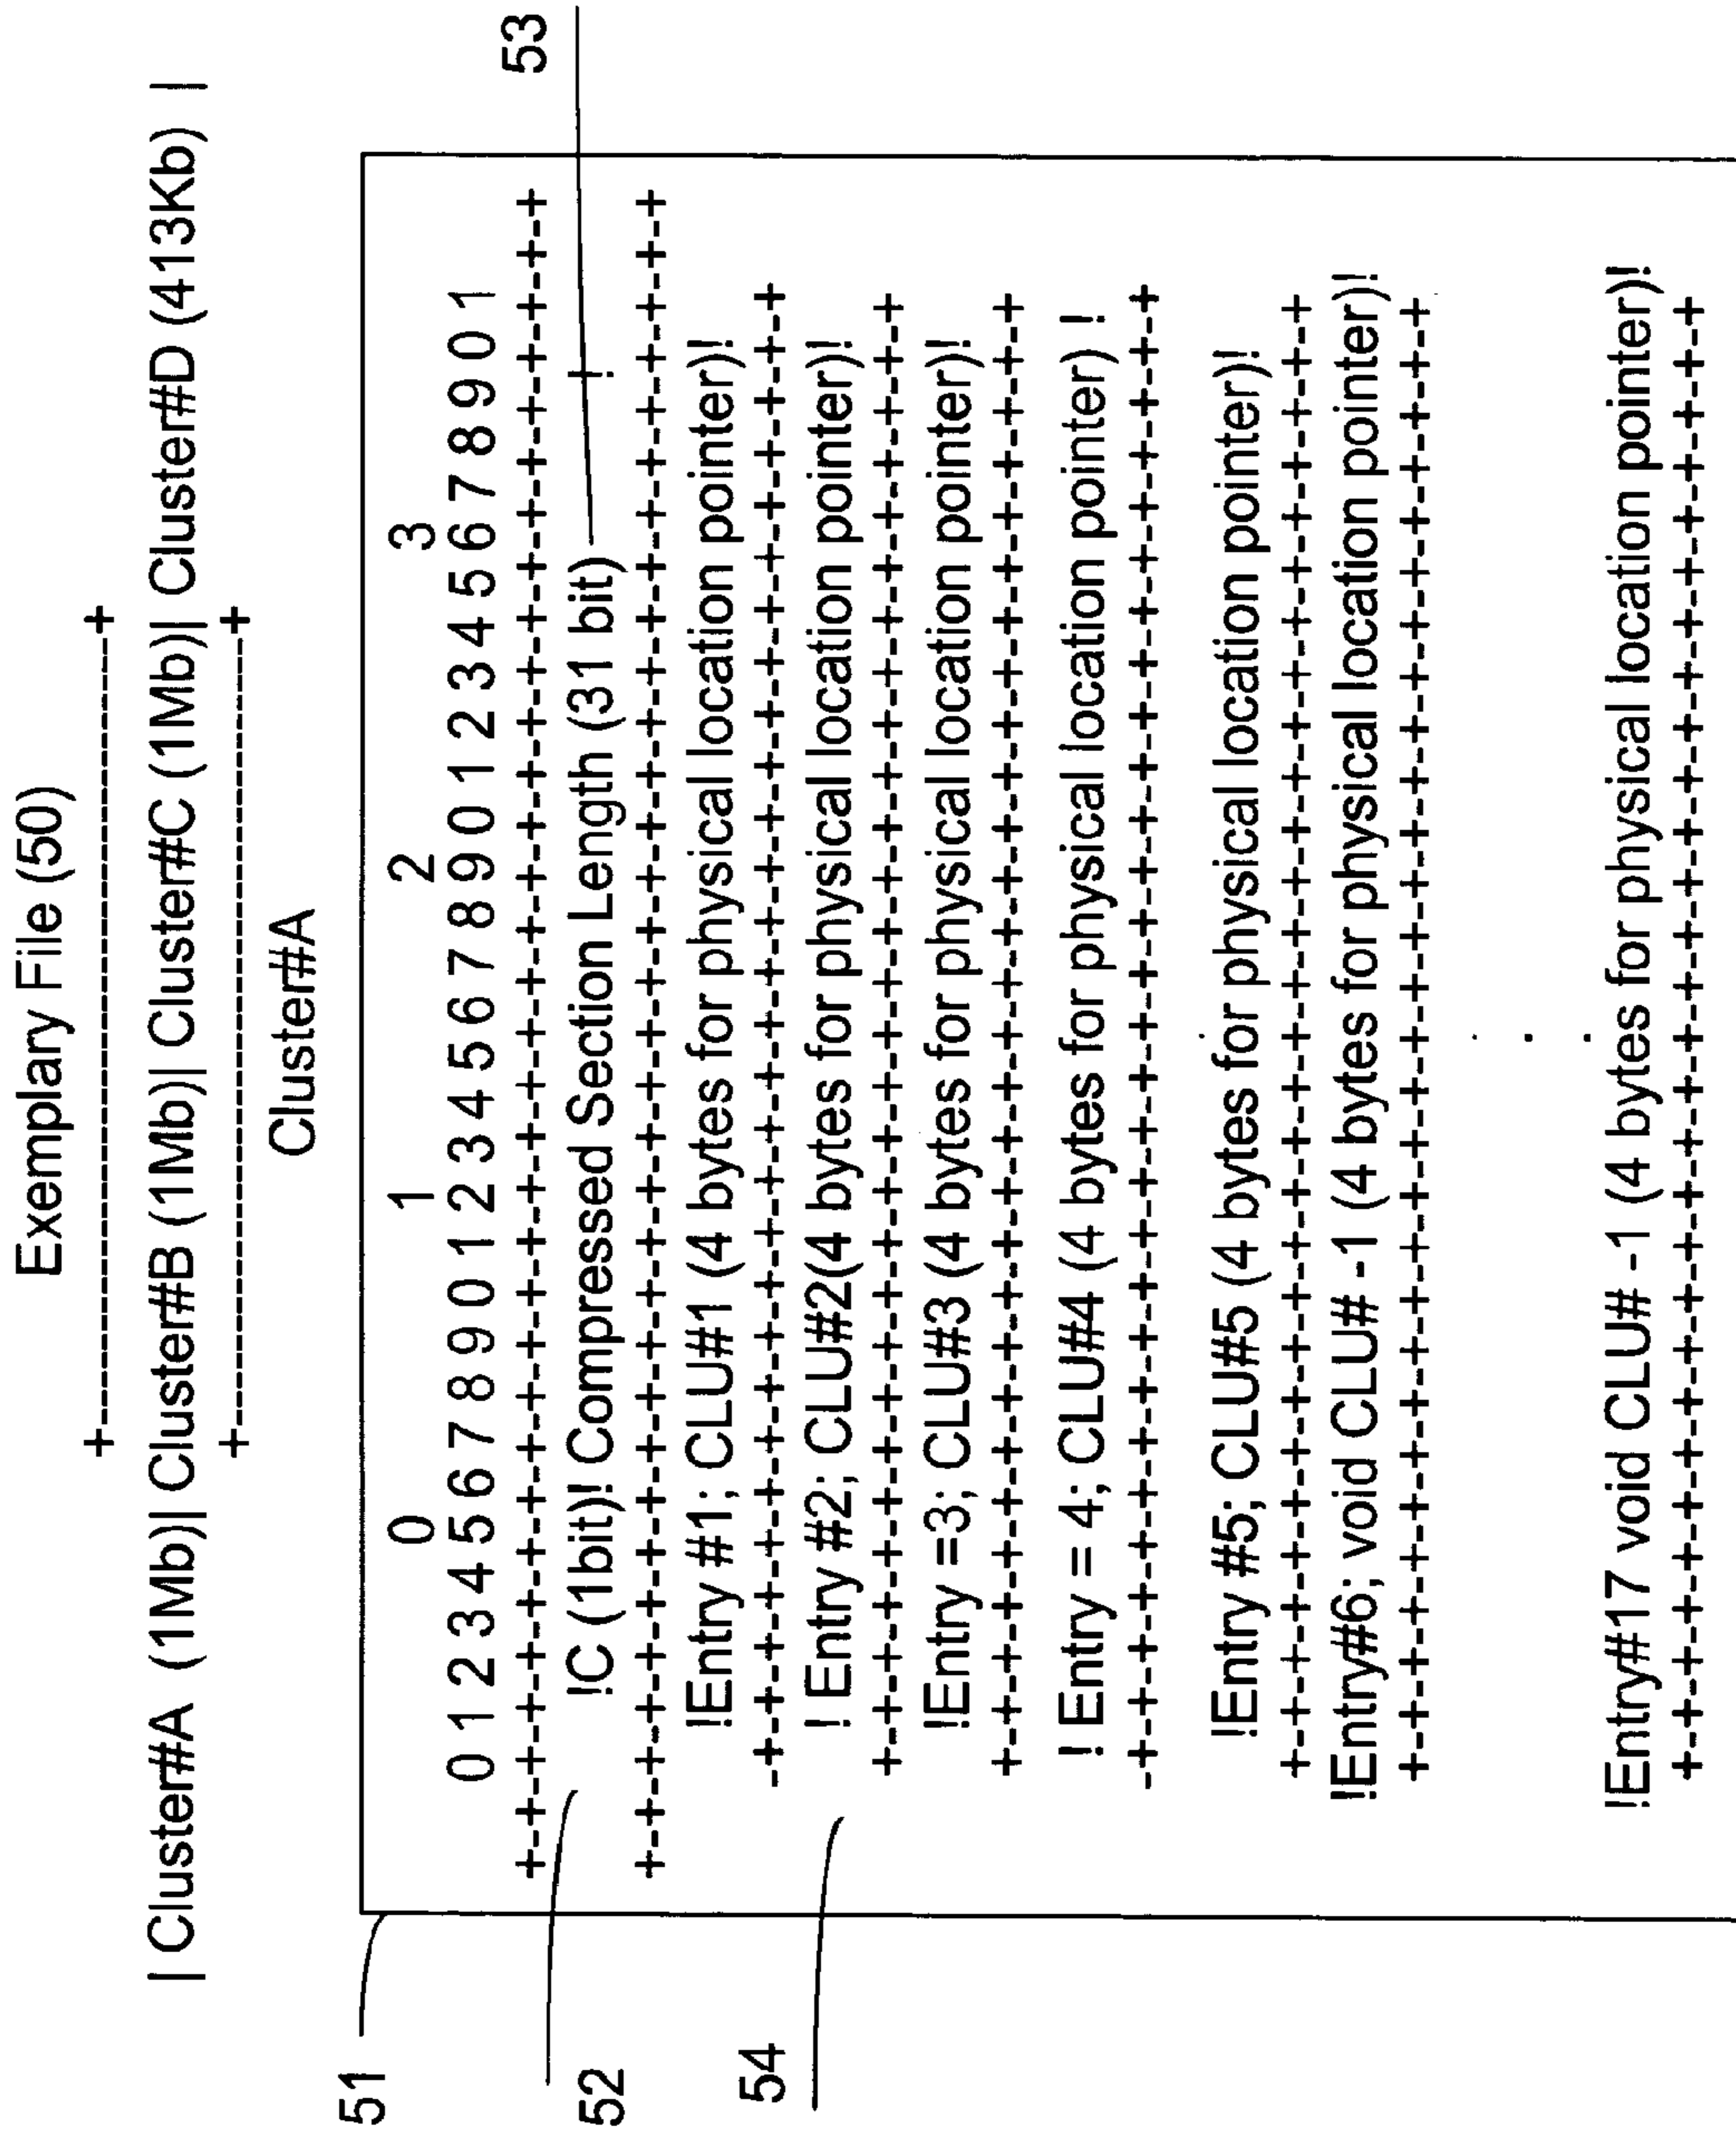 Exemplary File (50)
+--------------------------------+
| Cluster#A (1Mb)| Cluster#B (1Mb)| Cluster#C (1Mb)| Cluster#D (413Kb) |
+--------------------------------+
Cluster#A
51
0 1 2 3
0 1 2 3 4 5 6 7 8 9 0 1 2 3 4 5 6 7 8 9 0 1 2 3 4 5 6 7 8 9 0 1
+-+-+-+-+-+-+-+-+-+-+-+-+-+-+-+-+-+-+-+-+-+-+-+-+-+-+-+-+-+-+-+-+
52
!C (1bit)! Compressed Section Length (31 bit) !
53
+-+-+-+-+-+-+-+-+-+-+-+-+-+-+-+-+-+-+-+-+-+-+-+-+-+-+-+-+-+-+-+-+
!Entry #1; CLU#1 (4 bytes for physical location pointer)!
-+-+-+-+-+-+-+-+-+-+-+-+-+-+-+-+-+-+-+-+-+-+-+-+-+-+-+-+-+
54
! Entry #2; CLU#2(4 bytes for physical location pointer)!
+-+-+-+-+-+-+-+-+-+-+-+-+-+-+-+-+-+-+-+-+-+-+-+-+-+-+-+-+-+
!Entry =3; CLU#3 (4 bytes for physical location pointer)!
+-+-+-+-+-+-+-+-+-+-+-+-+-+-+-+-+-+-+-+-+-+-+-+-+-+-+-+-+-+
! Entry = 4; CLU#4 (4 bytes for physical location pointer) !
-+-+-+-+-+-+-+-+-+-+-+-+-+-+-+-+-+-+-+-+-+-+-+-+-+-+-+-+-+
!Entry #5; CLU#5 (4 bytes for physical location pointer)!
+-+-+-+-+-+-+-+-+-+-+-+-+-+-+-+-+-+-+-+-+-+-+-+-+-+-+-+-+-+
!Entry#6; void CLU# -1 (4 bytes for physical location pointer)!
+-+-+-+-+-+-+-+-+-+-+-+-+-+-+-+-+-+-+-+-+-+-+-+-+-+-+-+-+-+
.
.
.
!Entry#17 void CLU# -1 (4 bytes for physical location pointer)!
+-+-+-+-+-+-+-+-+-+-+-+-+-+-+-+-+-+-+-+-+-+-+-+-+-+-+-+-+-+